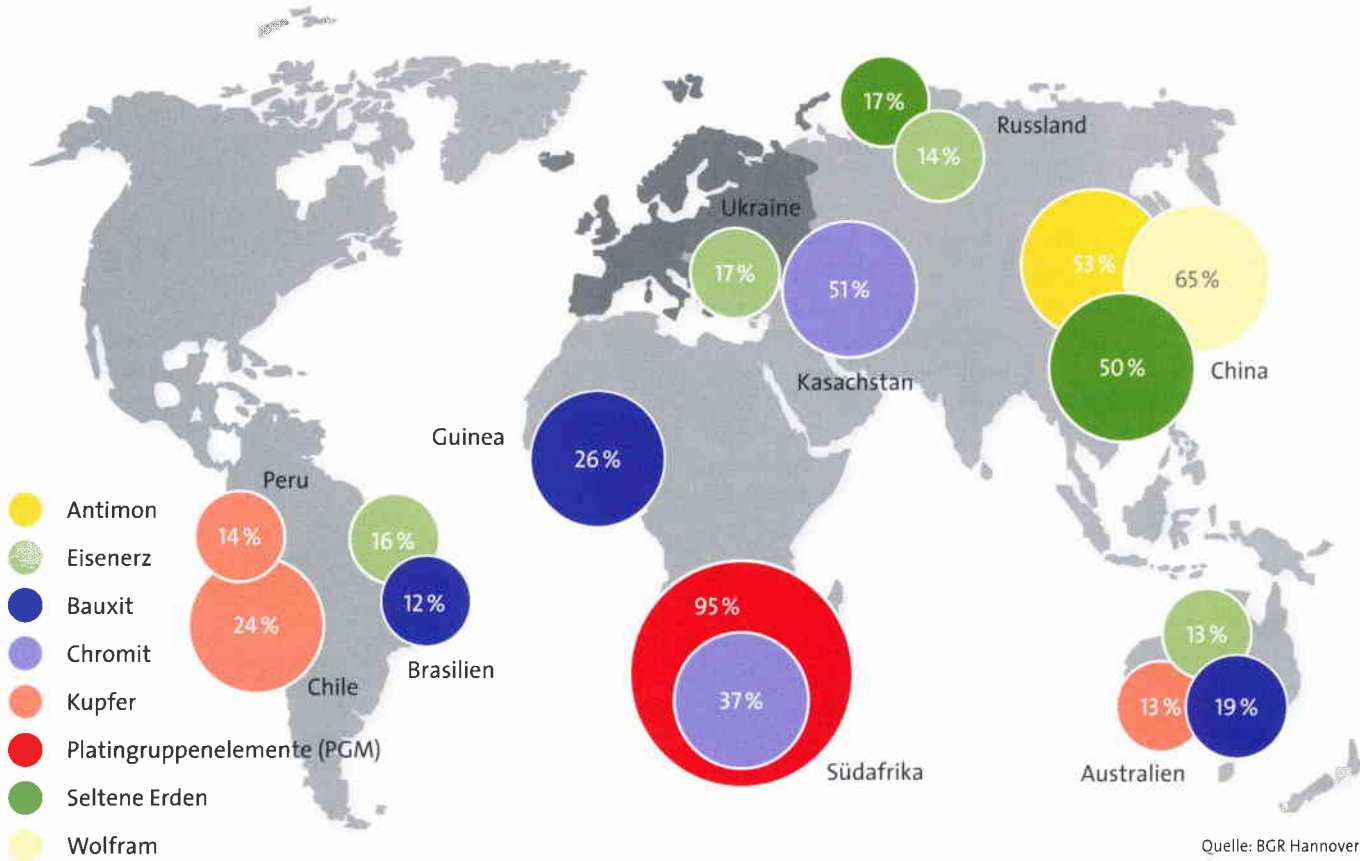 17 %
Russland
14 %
Ukraine
17 %
51 %
Kasachstan
53 %
65 %
50 %
China
Guinea
26 %
Peru
14 %
24 %
Chile
16 %
12 %
Brasilien
95 %
37 %
Südafrika
13 %
13 %
19 %
Australien
Antimon
Eisenerz
Bauxit
Chromit
Kupfer
Platingruppenelemente (PGM)
Seltene Erden
Wolfram
Quelle: BGR Hannover